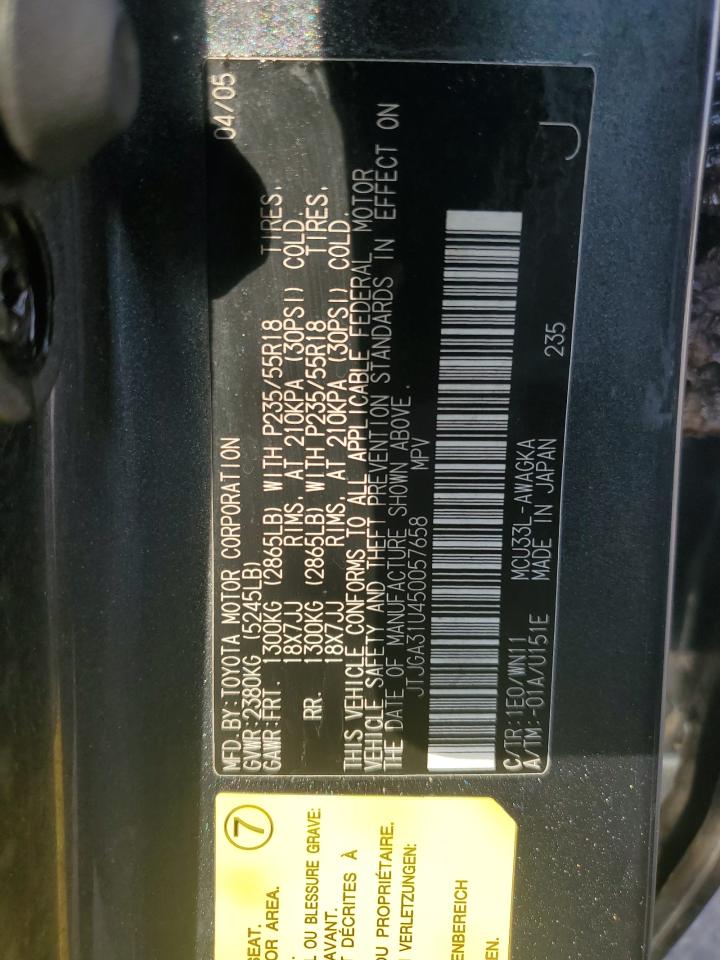 MFD.BY:TOYOTA MOTOR CORPORATION 04/05
GVWR:2380KG (5245LB)
GAWR:FRT. 1300KG (2865LB) WITH P235/55R18 TIRES,
18X7JJ RIMS, AT 210KPA (30PSI) COLD.
RR. 1300KG (2865LB) WITH P235/55R18 TIRES,
18X7JJ RIMS, AT 210KPA (30PSI) COLD.
THIS VEHICLE CONFORMS TO ALL APPLICABLE FEDERAL MOTOR
VEHICLE SAFETY AND THEFT PREVENTION STANDARDS IN EFFECT ON
THE DATE OF MANUFACTURE SHOWN ABOVE.
JTJGA31U450057658 MPV
C/TR:1E0/WN11 MCU33L-AWAGKA 235
A/TM:-01A/U151E MADE IN JAPAN
J
7
SEAT.
OR AREA.
L OU BLESSURE GRAVE:
AVANT.
T DÉCRITES À
DU PROPRIÉTAIRE.
VERLETZUNGEN:
ENBEREICH
EN.